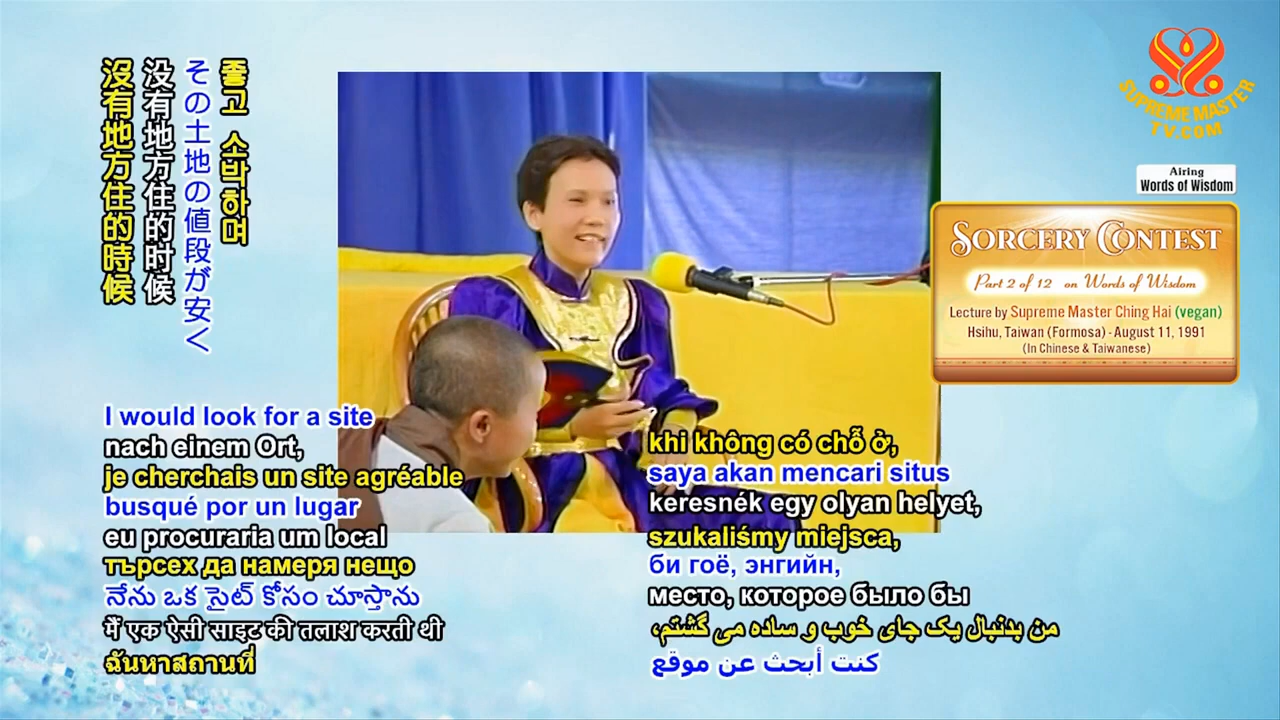 좋고 소박하며
その土地の値段が安く
没有地方住的时候
沒有地方住的時候
SUPREME MASTER
TV.COM
Airing
Words of Wisdom
SORCERY CONTEST
Part 2 of 12 on Words of Wisdom
Lecture by Supreme Master Ching Hai (vegan)
Hsihu, Taiwan (Formosa) - August 11, 1991
(In Chinese & Taiwanese)
I would look for a site
nach einem Ort,
je cherchais un site agréable
busqué por un lugar
eu procuraria um local
търсех да намеря нещо
నేను ఒక సైట్ కోసం చూస్తాను
मैं एक ऐसी साइट की तलाश करती थी
ฉันหาสถานที่
khi không có chỗ ở,
saya akan mencari situs
keresnék egy olyan helyet,
szukaliśmy miejsca,
би гоё, энгийн,
место, которое было бы
من بدنبال یک جای خوب و ساده می گشتم،
كنت أبحث عن موقع